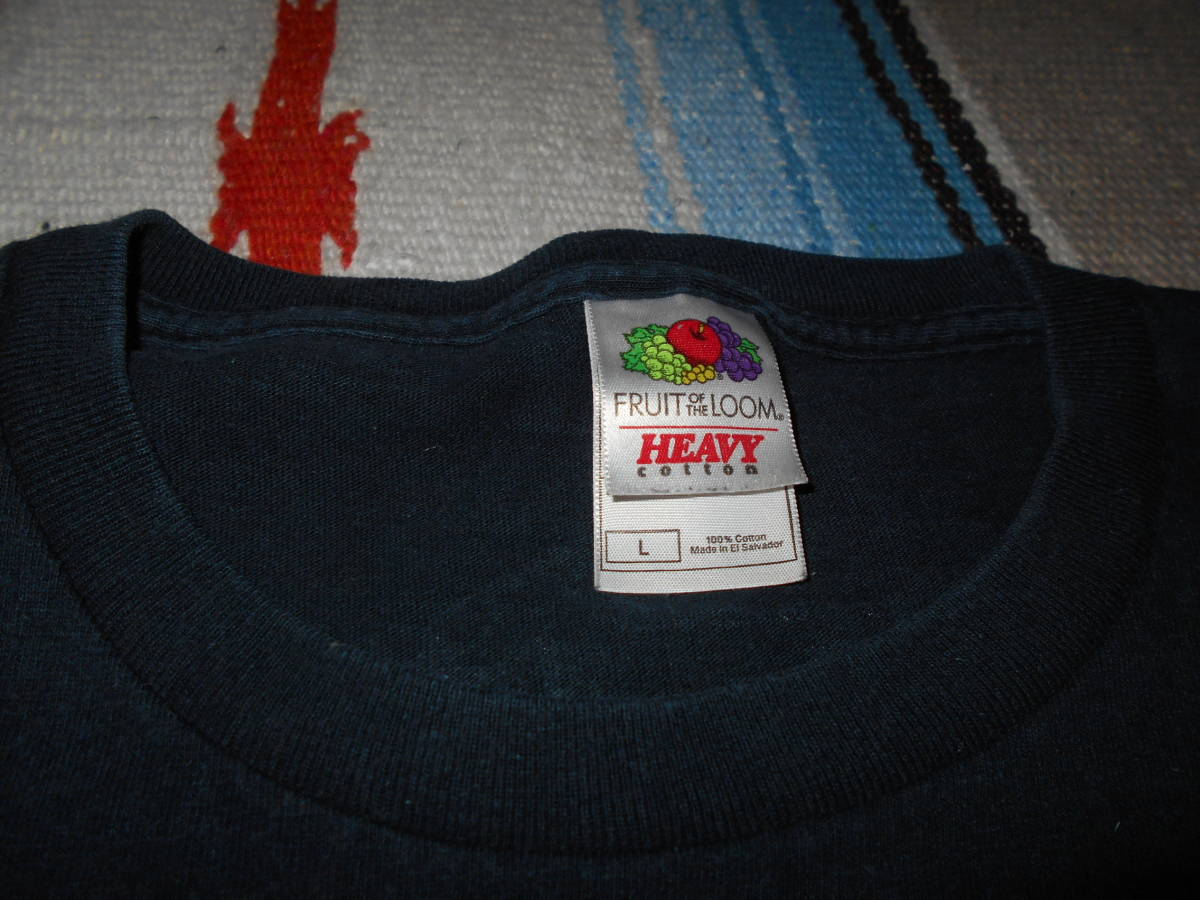 FRUIT OF THE LOOM®
HEAVY
cotton
L
100% Cotton
Made in El Salvador